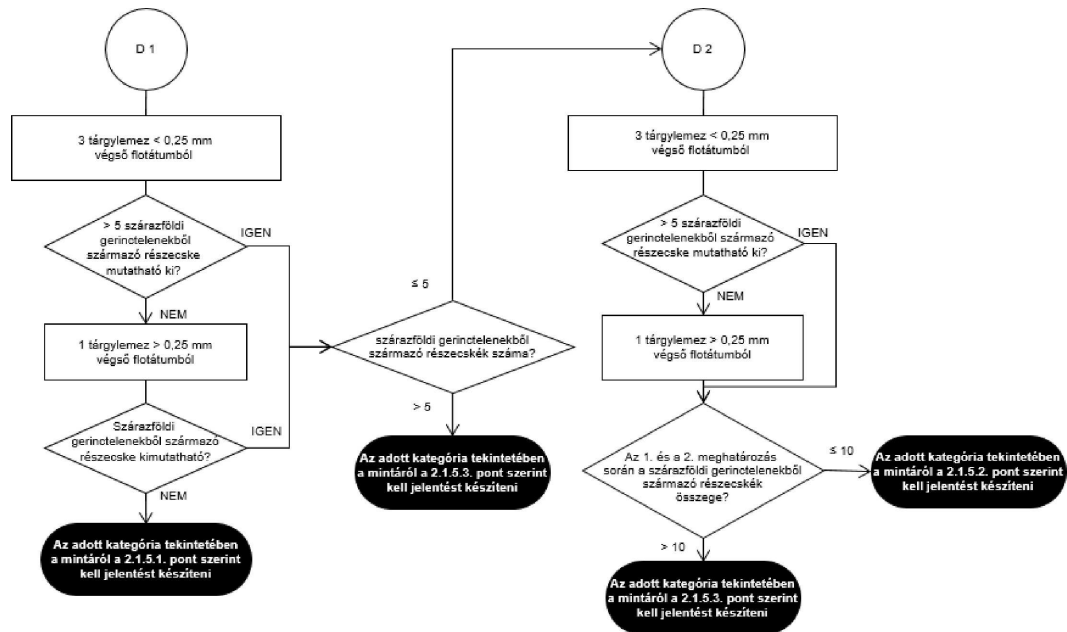 D 1
3 tárgylemez < 0,25 mm
végső flotátumból
> 5 szárazföldi
gerinctelenekből
származó részecske
mutatható ki?
IGEN
NEM
1 tárgylemez > 0,25 mm
végső flotátumból
Szárazföldi
gerinctelenekből származó
részecske kimutatható?
IGEN
NEM
Az adott kategória tekintetében
a mintáról a 2.1.5.1. pont szerint
kell jelentést készíteni
≤ 5
szárazföldi gerinctelenekből
származó részecskék száma?
> 5
Az adott kategória tekintetében
a mintáról a 2.1.5.3. pont szerint
kell jelentést készíteni
D 2
3 tárgylemez < 0,25 mm
végső flotátumból
> 5 szárazföldi
gerinctelenekből származó
részecske mutatható ki?
IGEN
NEM
1 tárgylemez > 0,25 mm
végső flotátumból
Az 1. és a 2. meghatározás
során a szárazföldi gerinctelenekből
származó részecskék
összege?
≤ 10
Az adott kategória tekintetében
a mintáról a 2.1.5.2. pont szerint
kell jelentést készíteni
> 10
Az adott kategória tekintetében
a mintáról a 2.1.5.3. pont szerint
kell jelentést készíteni